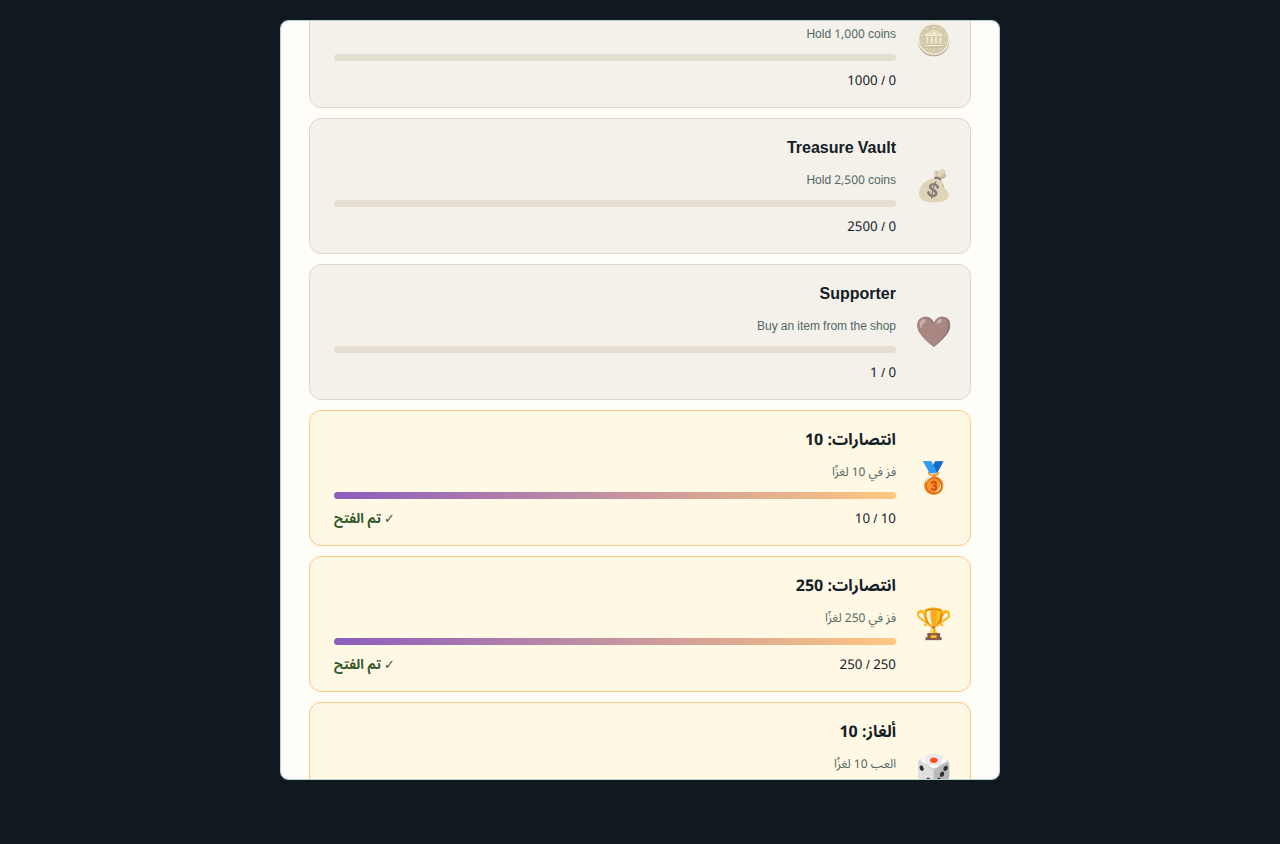 Hold 1,000 coins
1000 / 0
Treasure Vault
Hold 2,500 coins
2500 / 0
Supporter
Buy an item from the shop
1 / 0
انتصارات: 10
فز في 10 لغزًا
10 / 10
✓ تم الفتح
انتصارات: 250
فز في 250 لغزًا
250 / 250
✓ تم الفتح
ألغاز: 10
العب 10 لغزًا